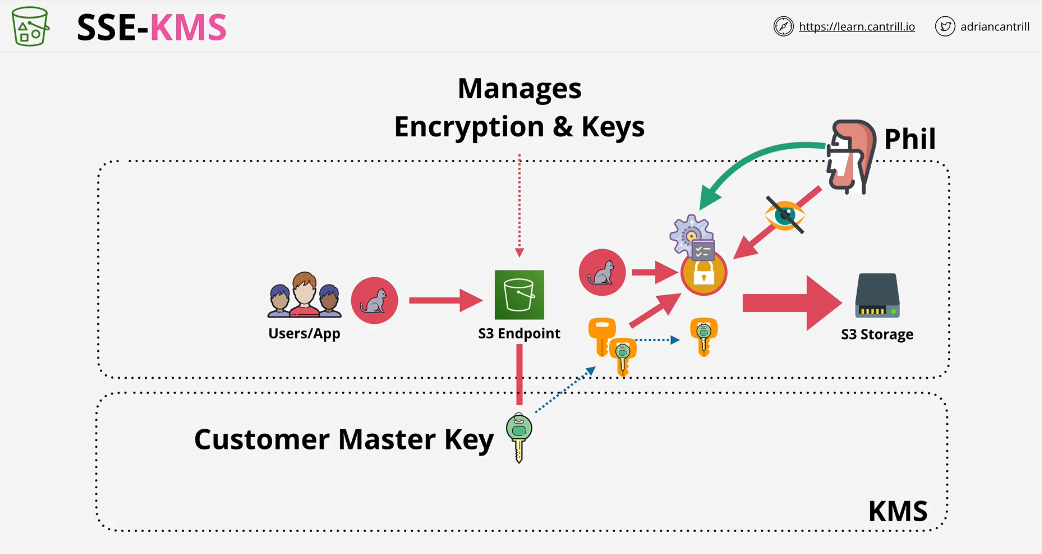 SSE-KMS
https://learn.cantrill.io
adriancantrill
Manages
Encryption & Keys
Phil
Users/App
S3 Endpoint
S3 Storage
Customer Master Key
KMS